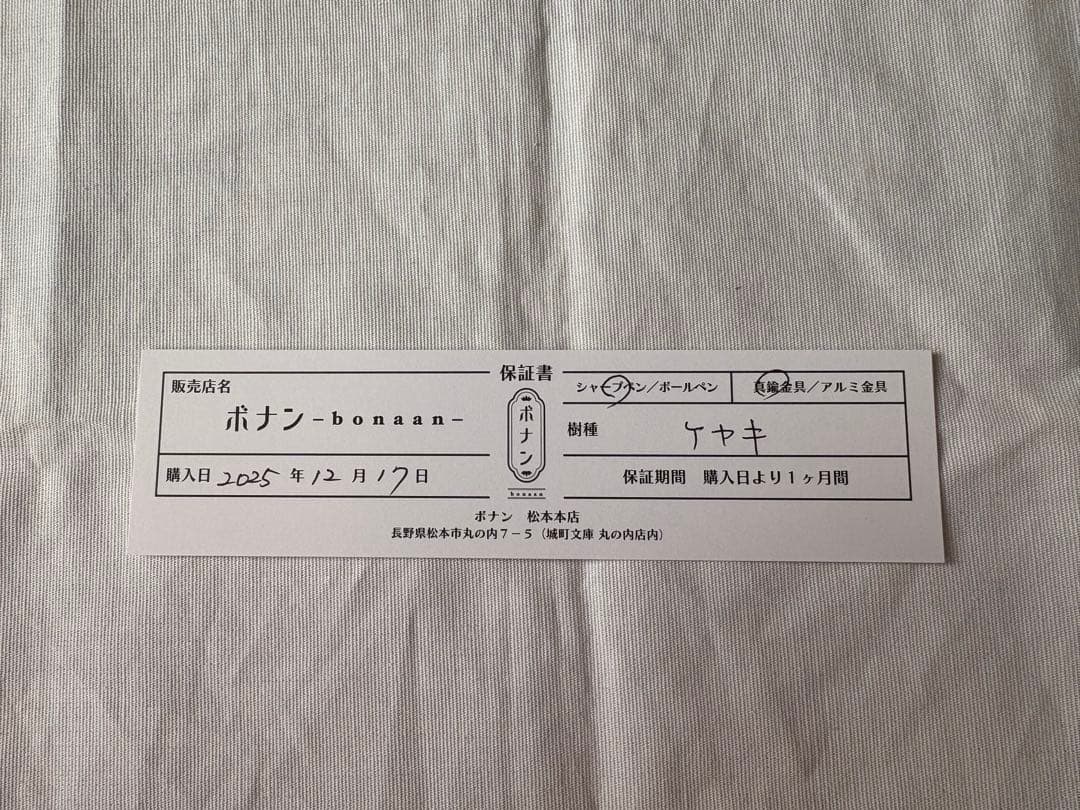 保証書
販売店名
ボナン-bonaan-
購入日 2025 年 12 月 17 日
ボナン
bonaan
シャープペン/ボールペン
真鍮金具/アルミ金具
樹種 ケヤキ
保証期間 購入日より1ヶ月間
ボナン 松本本店
長野県松本市丸の内7-5(城町文庫 丸の内店内)